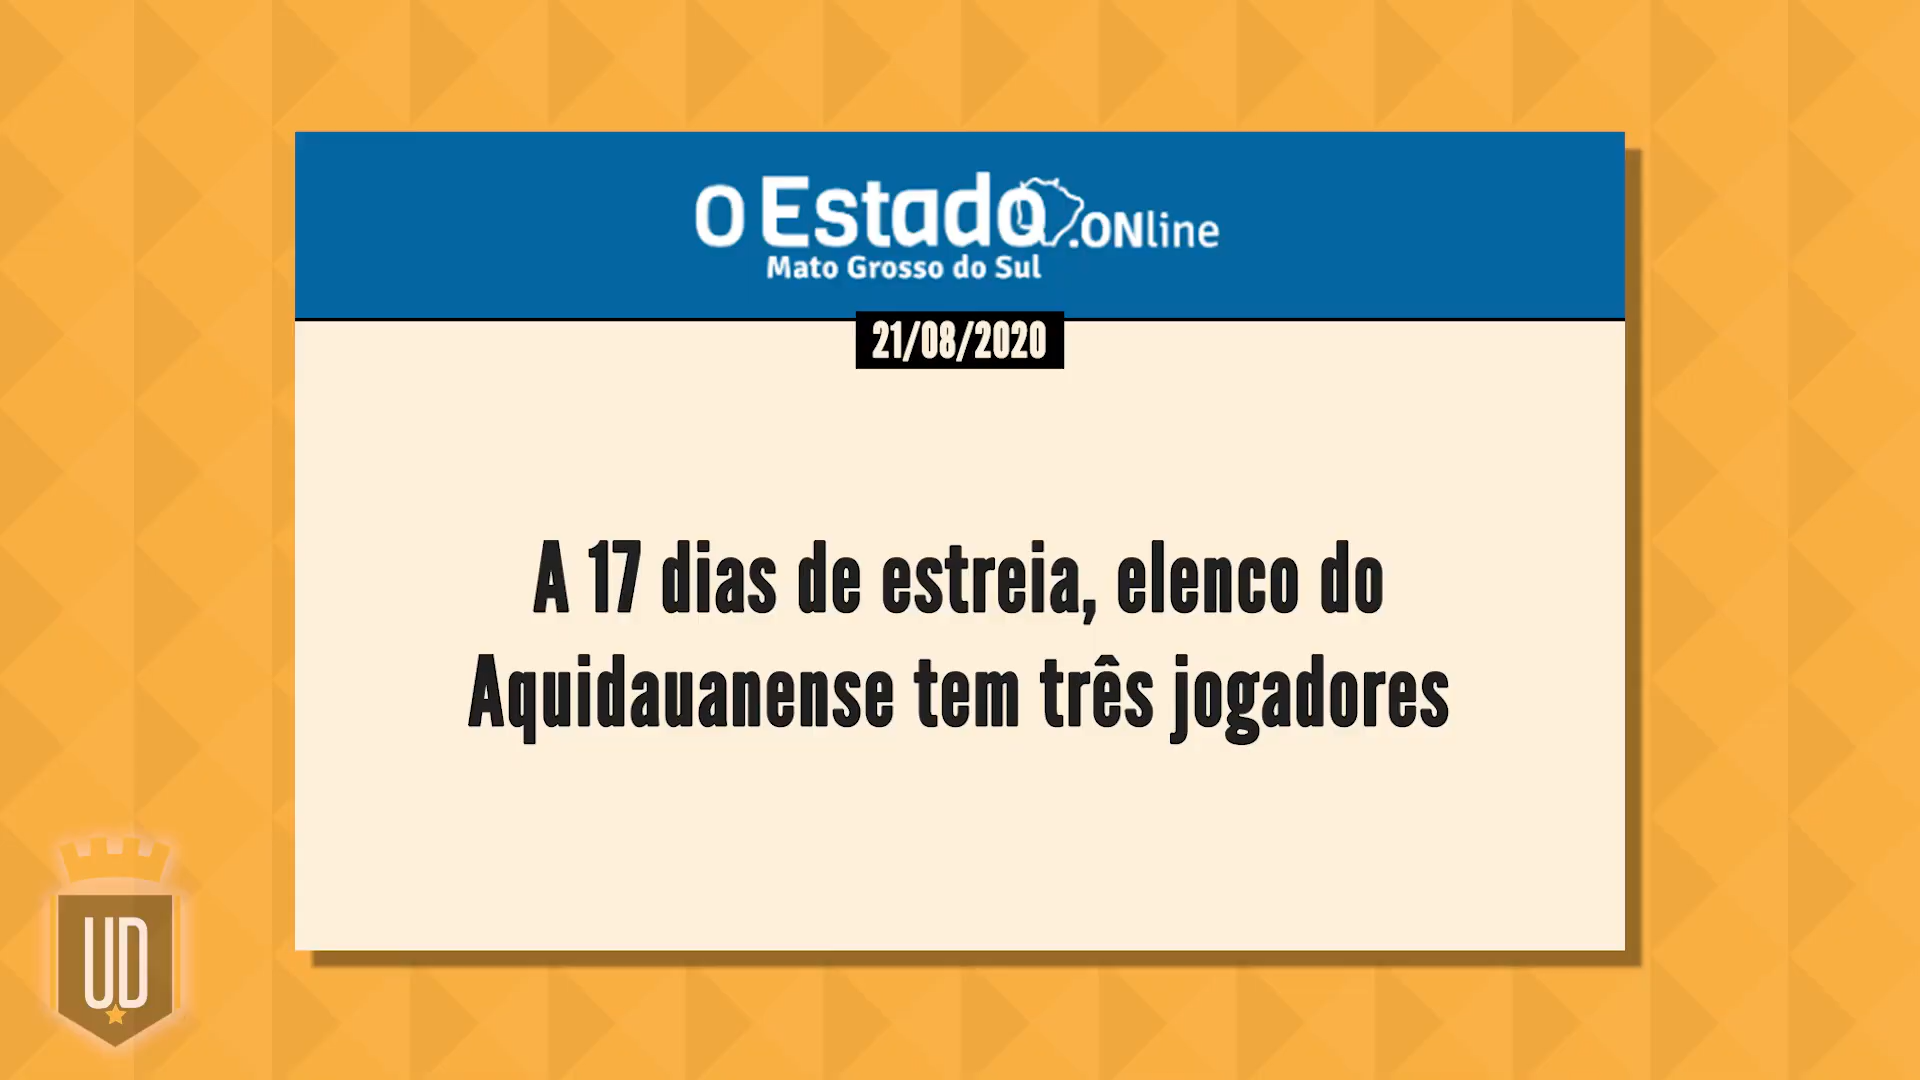 O Estado.ONline
Mato Grosso do Sul
21/08/2020
A 17 dias de estreia, elenco do
Aquidauanense tem três jogadores
UD